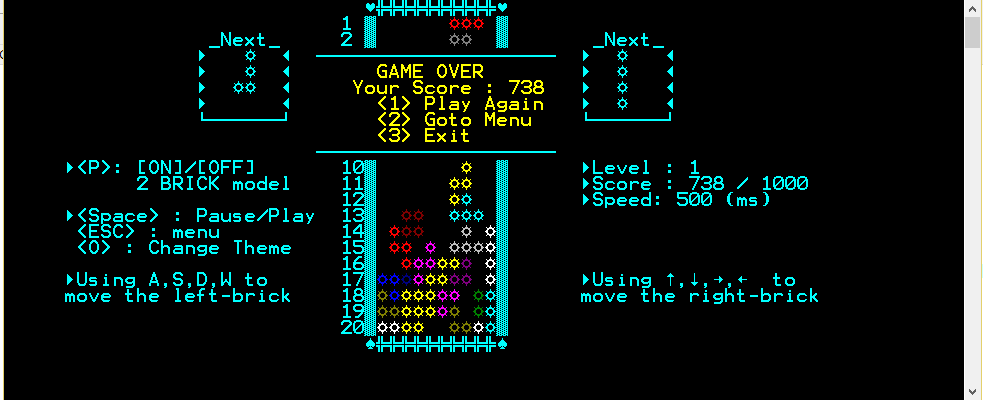 1
2
_Next_
_Next_
GAME OVER
Your Score : 738
<1> Play Again
<2> Goto Menu
<3> Exit
<P>: [ON]/[OFF]
2 BRICK model
<Space> : Pause/Play
<ESC> : menu
<O> : Change Theme
Using A,S,D,W to
move the left-brick
10
11
12
13
14
15
16
17
18
19
20
Level : 1
Score : 738 / 1000
Speed: 500 (ms)
Using ↑,↓,→,← to
move the right-brick